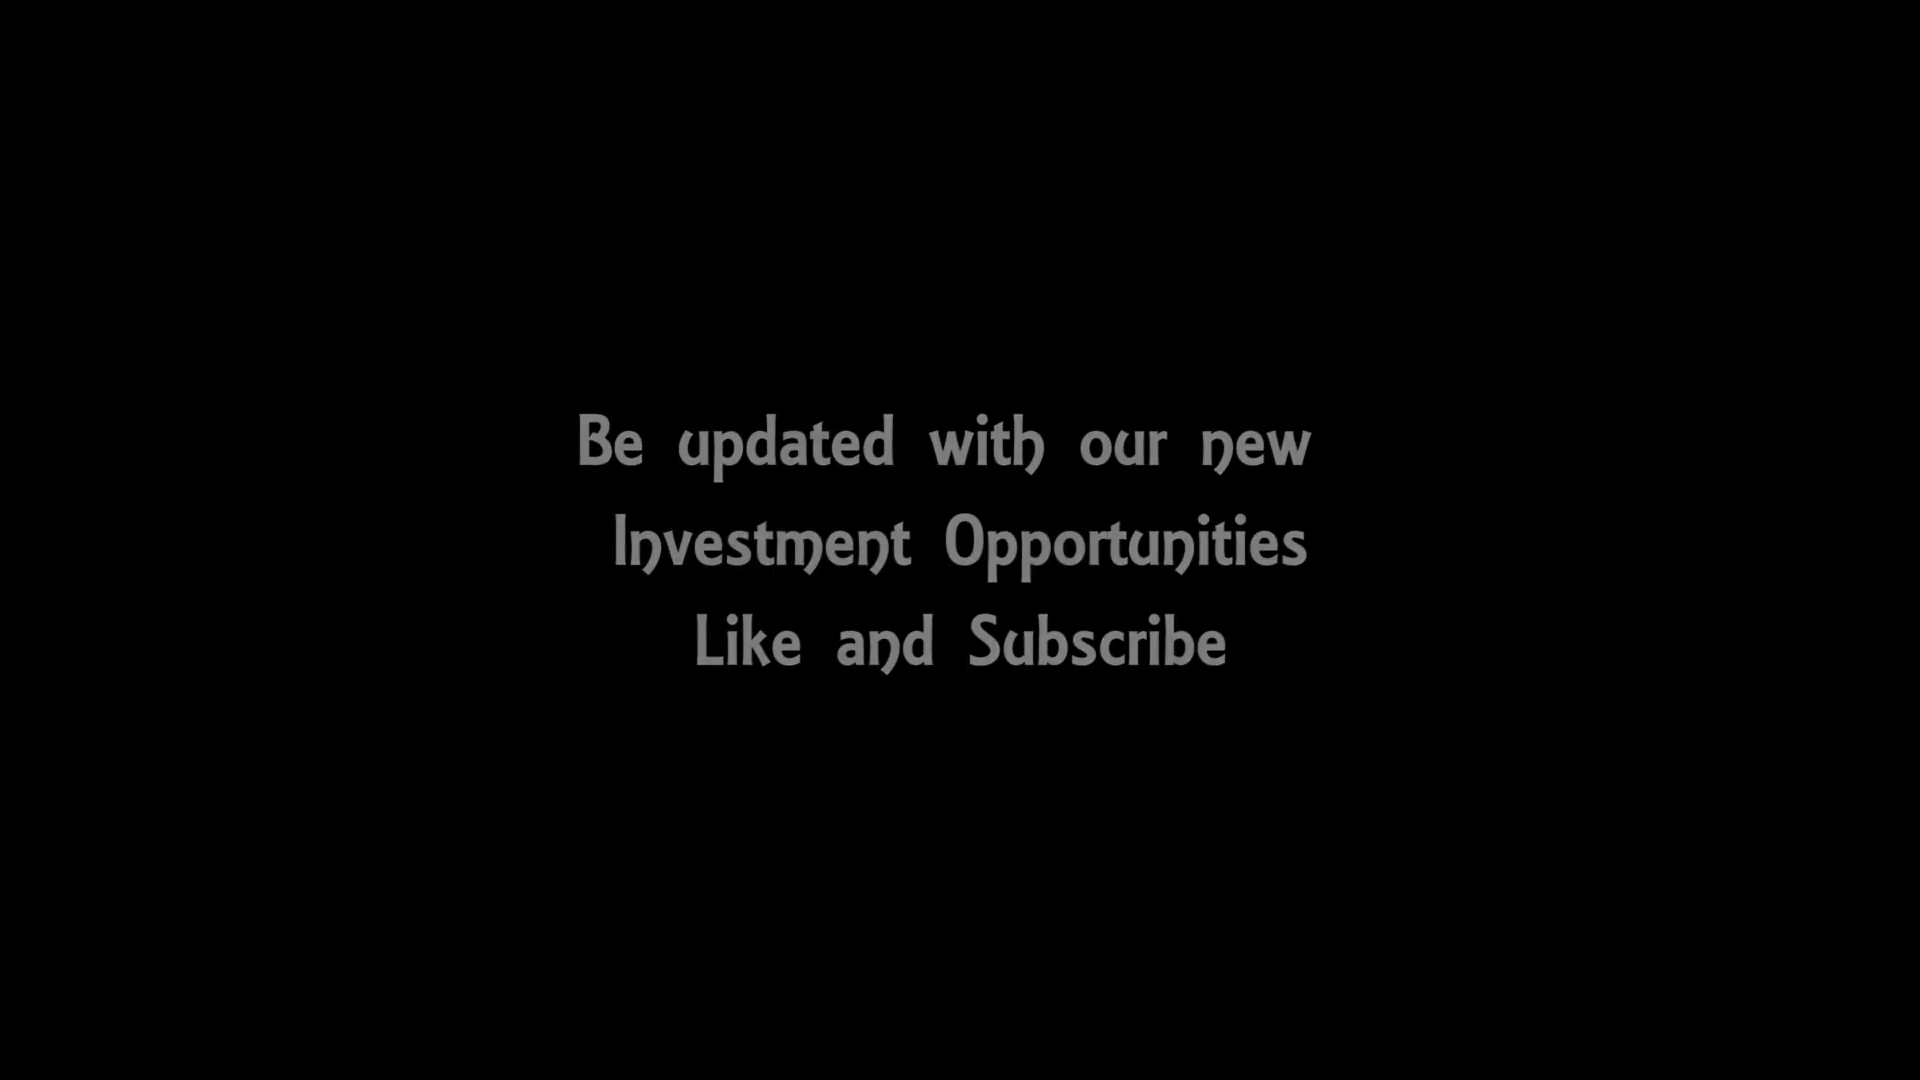 Be updated with our new
Investment Opportunities
Like and Subscribe